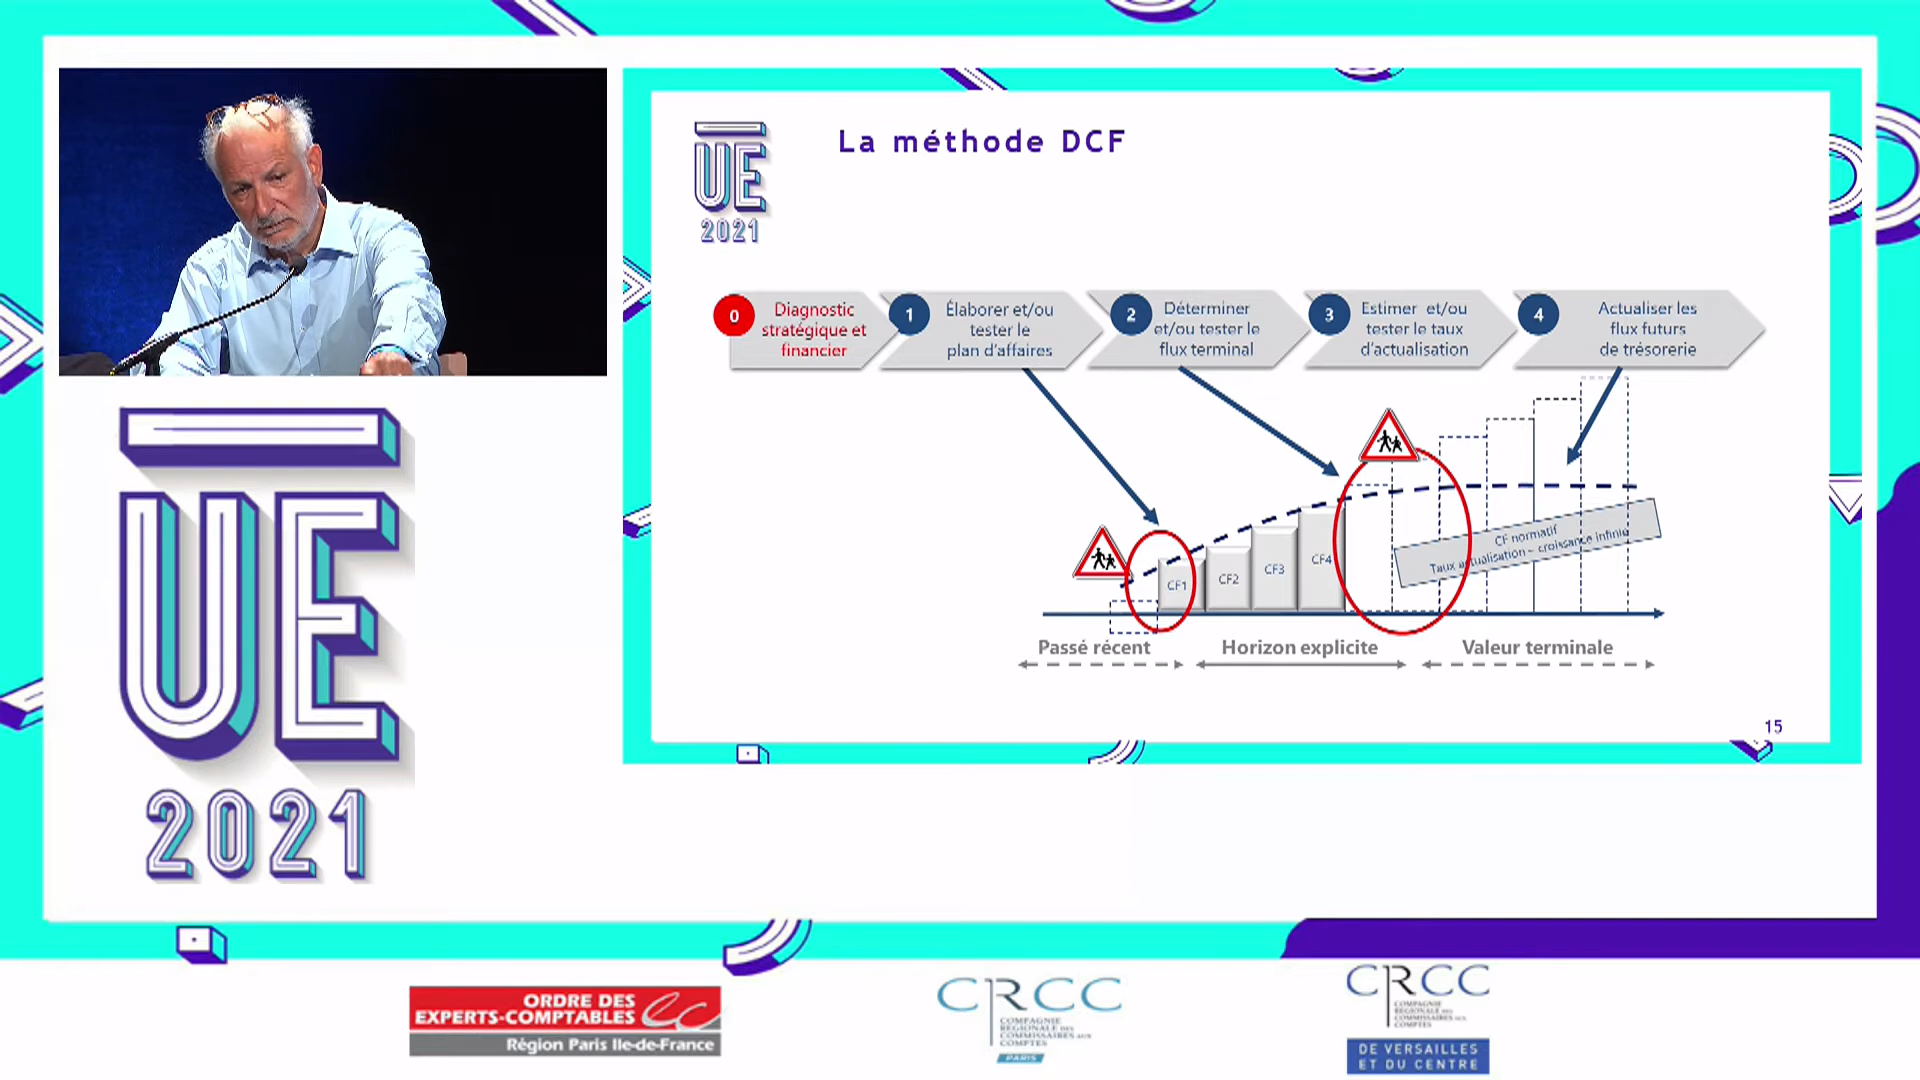 UE
2021
La méthode DCF
0
Diagnostic
stratégique et
financier
1
Élaborer et/ou
tester le
plan d'affaires
2
Déterminer
et/ou tester le
flux terminal
3
Estimer et/ou
tester le taux
d'actualisation
4
Actualiser les
flux futurs
de trésorerie
CF1
CF2
CF3
CF4
CF normatif
Taux actualisation – croissance infinie
Passé récent
Horizon explicite
Valeur terminale
15
UE
2021
ORDRE DES
EXPERTS-COMPTABLES
Région Paris Ile-de-France
CRCC
COMPAGNIE
RÉGIONALE DES
COMMISSAIRES AUX
COMPTES
PARIS
CRCC
COMPAGNIE
RÉGIONALE DES
COMMISSAIRES AUX
COMPTES
DE VERSAILLES
ET DU CENTRE